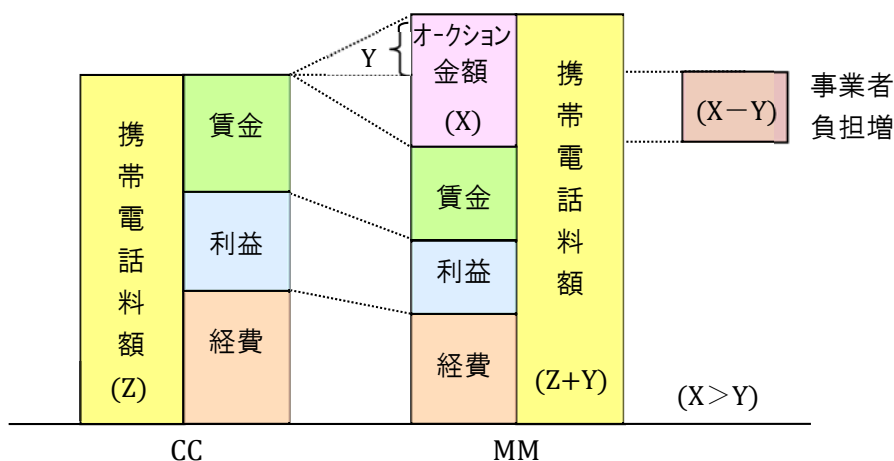 携帯電話料額
(Z)
賃金
利益
経費
CC
Y
オークション
金額
(X)
賃金
利益
経費
MM
携帯電話料額
(Z+Y)
(X－Y)
事業者
負担増
(X＞Y)